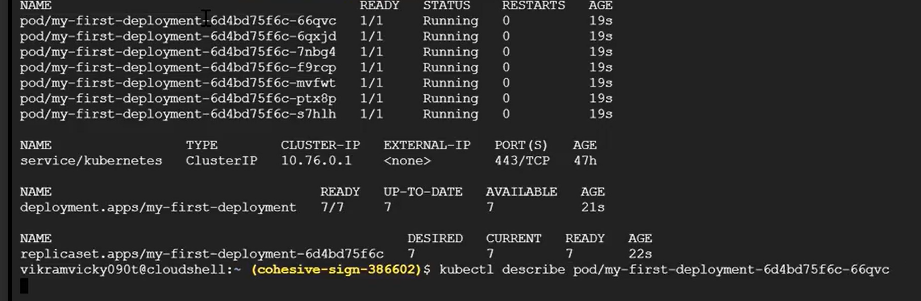 NAME READY STATUS RESTARTS AGE
pod/my-first-deployment-6d4bd75f6c-66qvc 1/1 Running 0 19s
pod/my-first-deployment-6d4bd75f6c-6qxjd 1/1 Running 0 19s
pod/my-first-deployment-6d4bd75f6c-7nbg4 1/1 Running 0 19s
pod/my-first-deployment-6d4bd75f6c-f9rcp 1/1 Running 0 19s
pod/my-first-deployment-6d4bd75f6c-mvfwt 1/1 Running 0 19s
pod/my-first-deployment-6d4bd75f6c-ptx8p 1/1 Running 0 19s
pod/my-first-deployment-6d4bd75f6c-s7hlh 1/1 Running 0 19s
NAME TYPE CLUSTER-IP EXTERNAL-IP PORT(S) AGE
service/kubernetes ClusterIP 10.76.0.1 <none> 443/TCP 47h
NAME READY UP-TO-DATE AVAILABLE AGE
deployment.apps/my-first-deployment 7/7 7 7 21s
NAME DESIRED CURRENT READY AGE
replicaset.apps/my-first-deployment-6d4bd75f6c 7 7 7 22s
vikramvicky090t@cloudshell:~ (cohesive-sign-386602)$ kubectl describe pod/my-first-deployment-6d4bd75f6c-66qvc